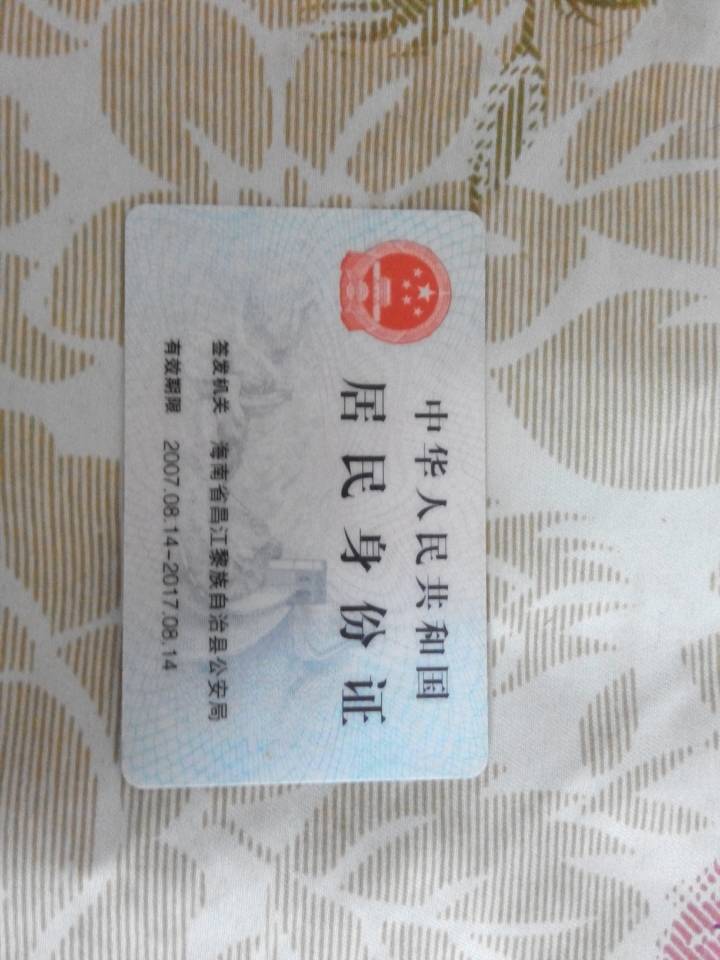 中华人民共和国
居民身份证
签发机关 海南省昌江黎族自治县公安局
有效期限 2007.08.14-2017.08.14